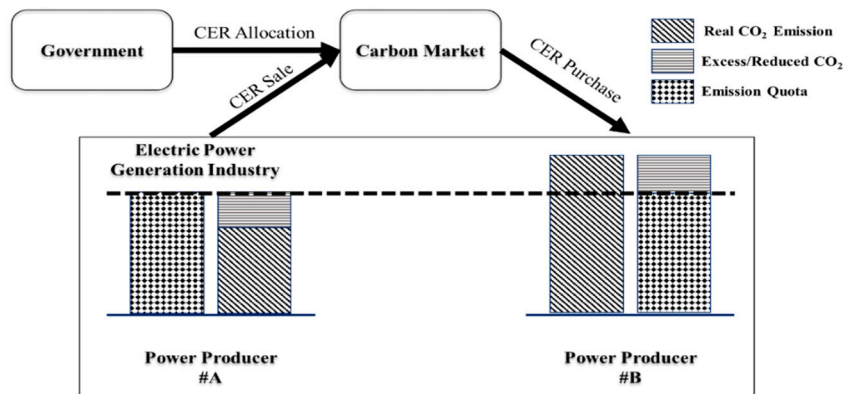 Government
CER Allocation
Carbon Market
CER Sale
CER Purchase
Real CO₂ Emission
Excess/Reduced CO₂
Emission Quota
Electric Power
Generation Industry
Power Producer
#A
Power Producer
#B